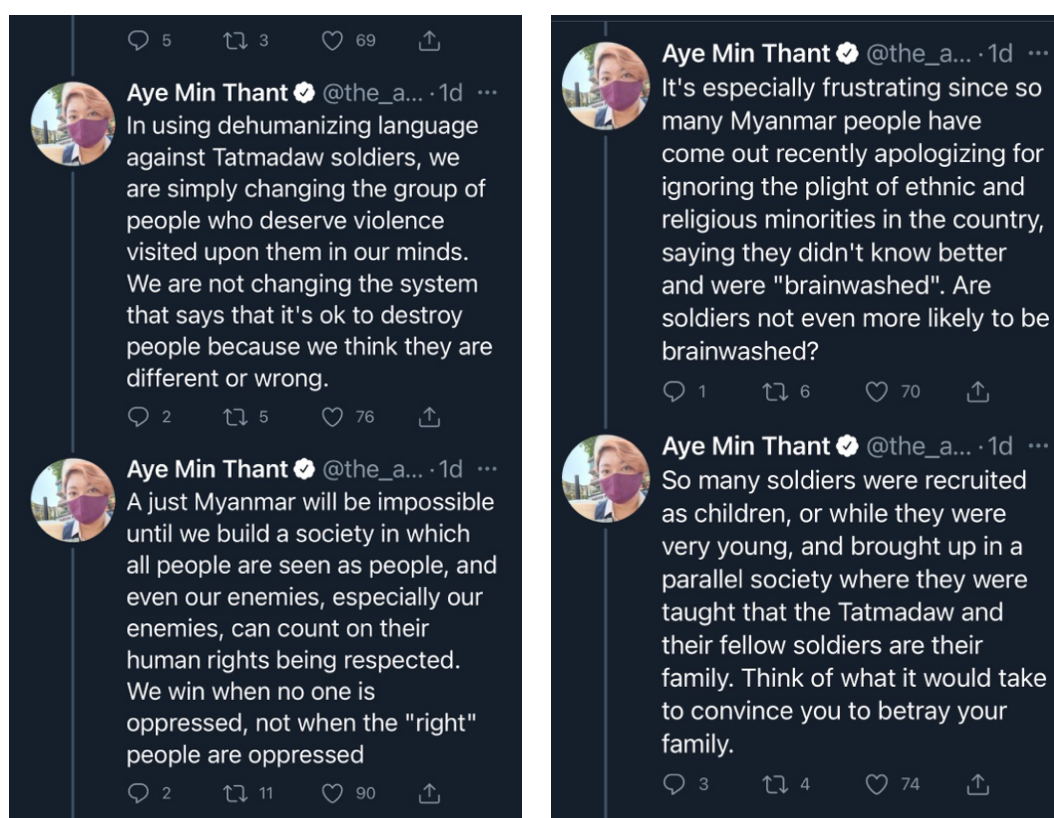 5 3 69
Aye Min Thant @the_a... · 1d ...
In using dehumanizing language
against Tatmadaw soldiers, we
are simply changing the group of
people who deserve violence
visited upon them in our minds.
We are not changing the system
that says that it's ok to destroy
people because we think they are
different or wrong.
2 5 76
Aye Min Thant @the_a... · 1d ...
A just Myanmar will be impossible
until we build a society in which
all people are seen as people, and
even our enemies, especially our
enemies, can count on their
human rights being respected.
We win when no one is
oppressed, not when the "right"
people are oppressed
2 11 90
Aye Min Thant @the_a... · 1d ...
It's especially frustrating since so
many Myanmar people have
come out recently apologizing for
ignoring the plight of ethnic and
religious minorities in the country,
saying they didn't know better
and were "brainwashed". Are
soldiers not even more likely to be
brainwashed?
1 6 70
Aye Min Thant @the_a... · 1d ...
So many soldiers were recruited
as children, or while they were
very young, and brought up in a
parallel society where they were
taught that the Tatmadaw and
their fellow soldiers are their
family. Think of what it would take
to convince you to betray your
family.
3 4 74